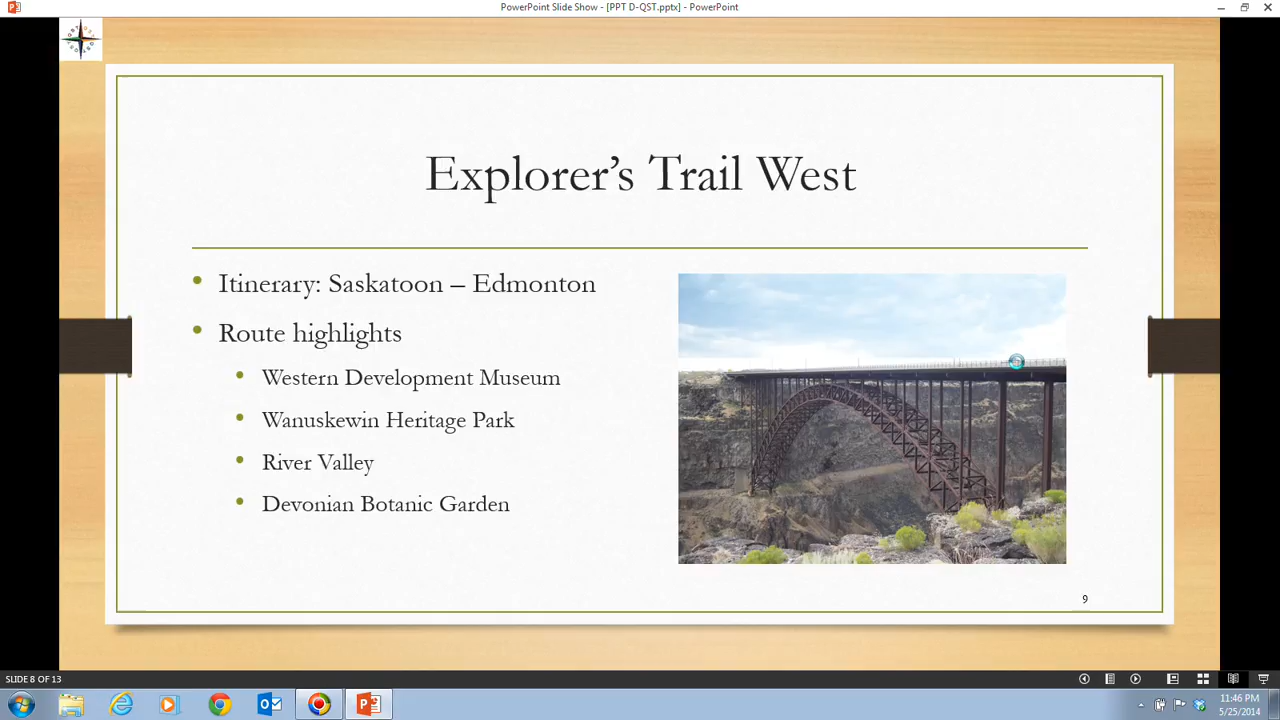 PowerPoint Slide Show - [PPT D-QST.pptx] - PowerPoint
Explorer’s Trail West
Itinerary: Saskatoon – Edmonton
Route highlights
Western Development Museum
Wanuskewin Heritage Park
River Valley
Devonian Botanic Garden
9
SLIDE 8 OF 13
11:46 PM
5/25/2014